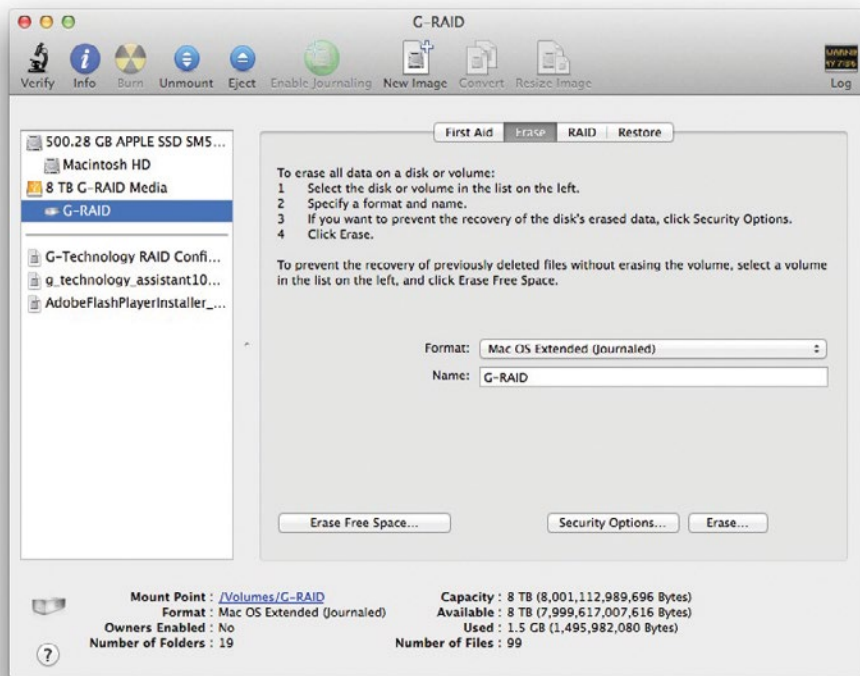 G-RAID
Verify Info Burn Unmount Eject Enable Journaling New Image Convert Resize Image Log
500.28 GB APPLE SSD SM5...
Macintosh HD
8 TB G-RAID Media
G-RAID
G-Technology RAID Confi...
g_technology_assistant10...
AdobeFlashPlayerInstaller_...
First Aid Erase RAID Restore
To erase all data on a disk or volume:
1 Select the disk or volume in the list on the left.
2 Specify a format and name.
3 If you want to prevent the recovery of the disk's erased data, click Security Options.
4 Click Erase.
To prevent the recovery of previously deleted files without erasing the volume, select a volume
in the list on the left, and click Erase Free Space.
Format: Mac OS Extended (Journaled)
Name: G-RAID
Erase Free Space... Security Options... Erase...
Mount Point : /Volumes/G-RAID
Format : Mac OS Extended (Journaled)
Owners Enabled : No
Number of Folders : 19
Capacity : 8 TB (8,001,112,989,696 Bytes)
Available : 8 TB (7,999,617,007,616 Bytes)
Used : 1.5 GB (1,495,982,080 Bytes)
Number of Files : 99
?